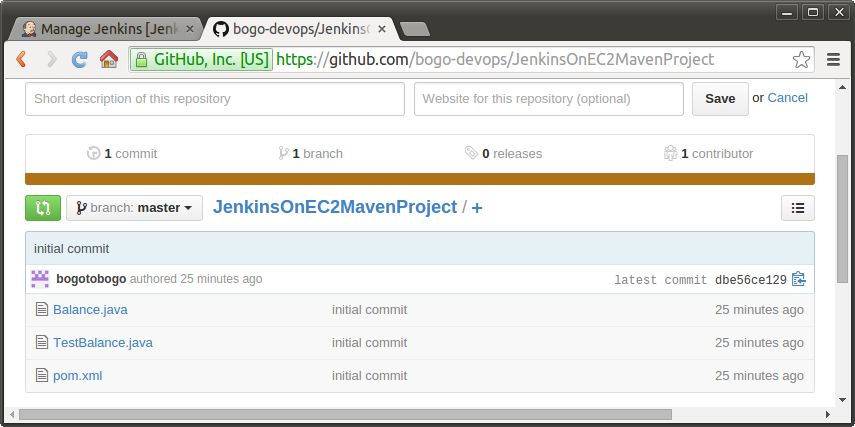 Manage Jenkins [Jenk
bogo-devops/JenkinsO
GitHub, Inc. [US] https://github.com/bogo-devops/JenkinsOnEC2MavenProject
Short description of this repository
Website for this repository (optional)
Save or Cancel
1 commit
1 branch
0 releases
1 contributor
branch: master
JenkinsOnEC2MavenProject / +
initial commit
bogotobogo authored 25 minutes ago
latest commit dbe56ce129
Balance.java initial commit 25 minutes ago
TestBalance.java initial commit 25 minutes ago
pom.xml initial commit 25 minutes ago